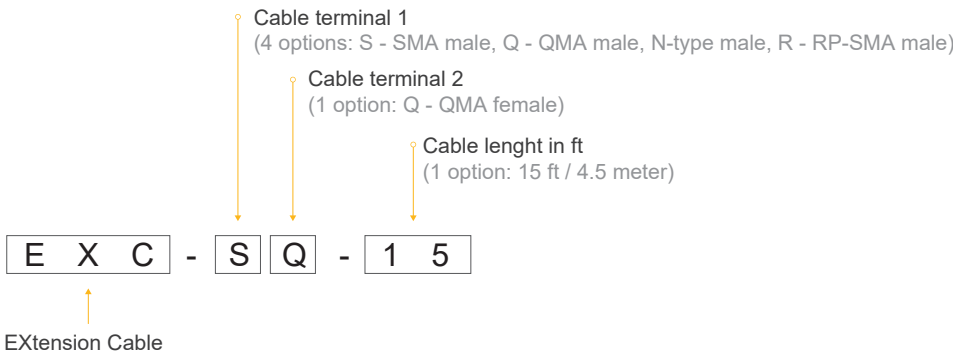 Cable terminal 1
(4 options: S - SMA male, Q - QMA male, N-type male, R - RP-SMA male)
Cable terminal 2
(1 option: Q - QMA female)
Cable lenght in ft
(1 option: 15 ft / 4.5 meter)
E X C - S Q - 1 5
EXtension Cable